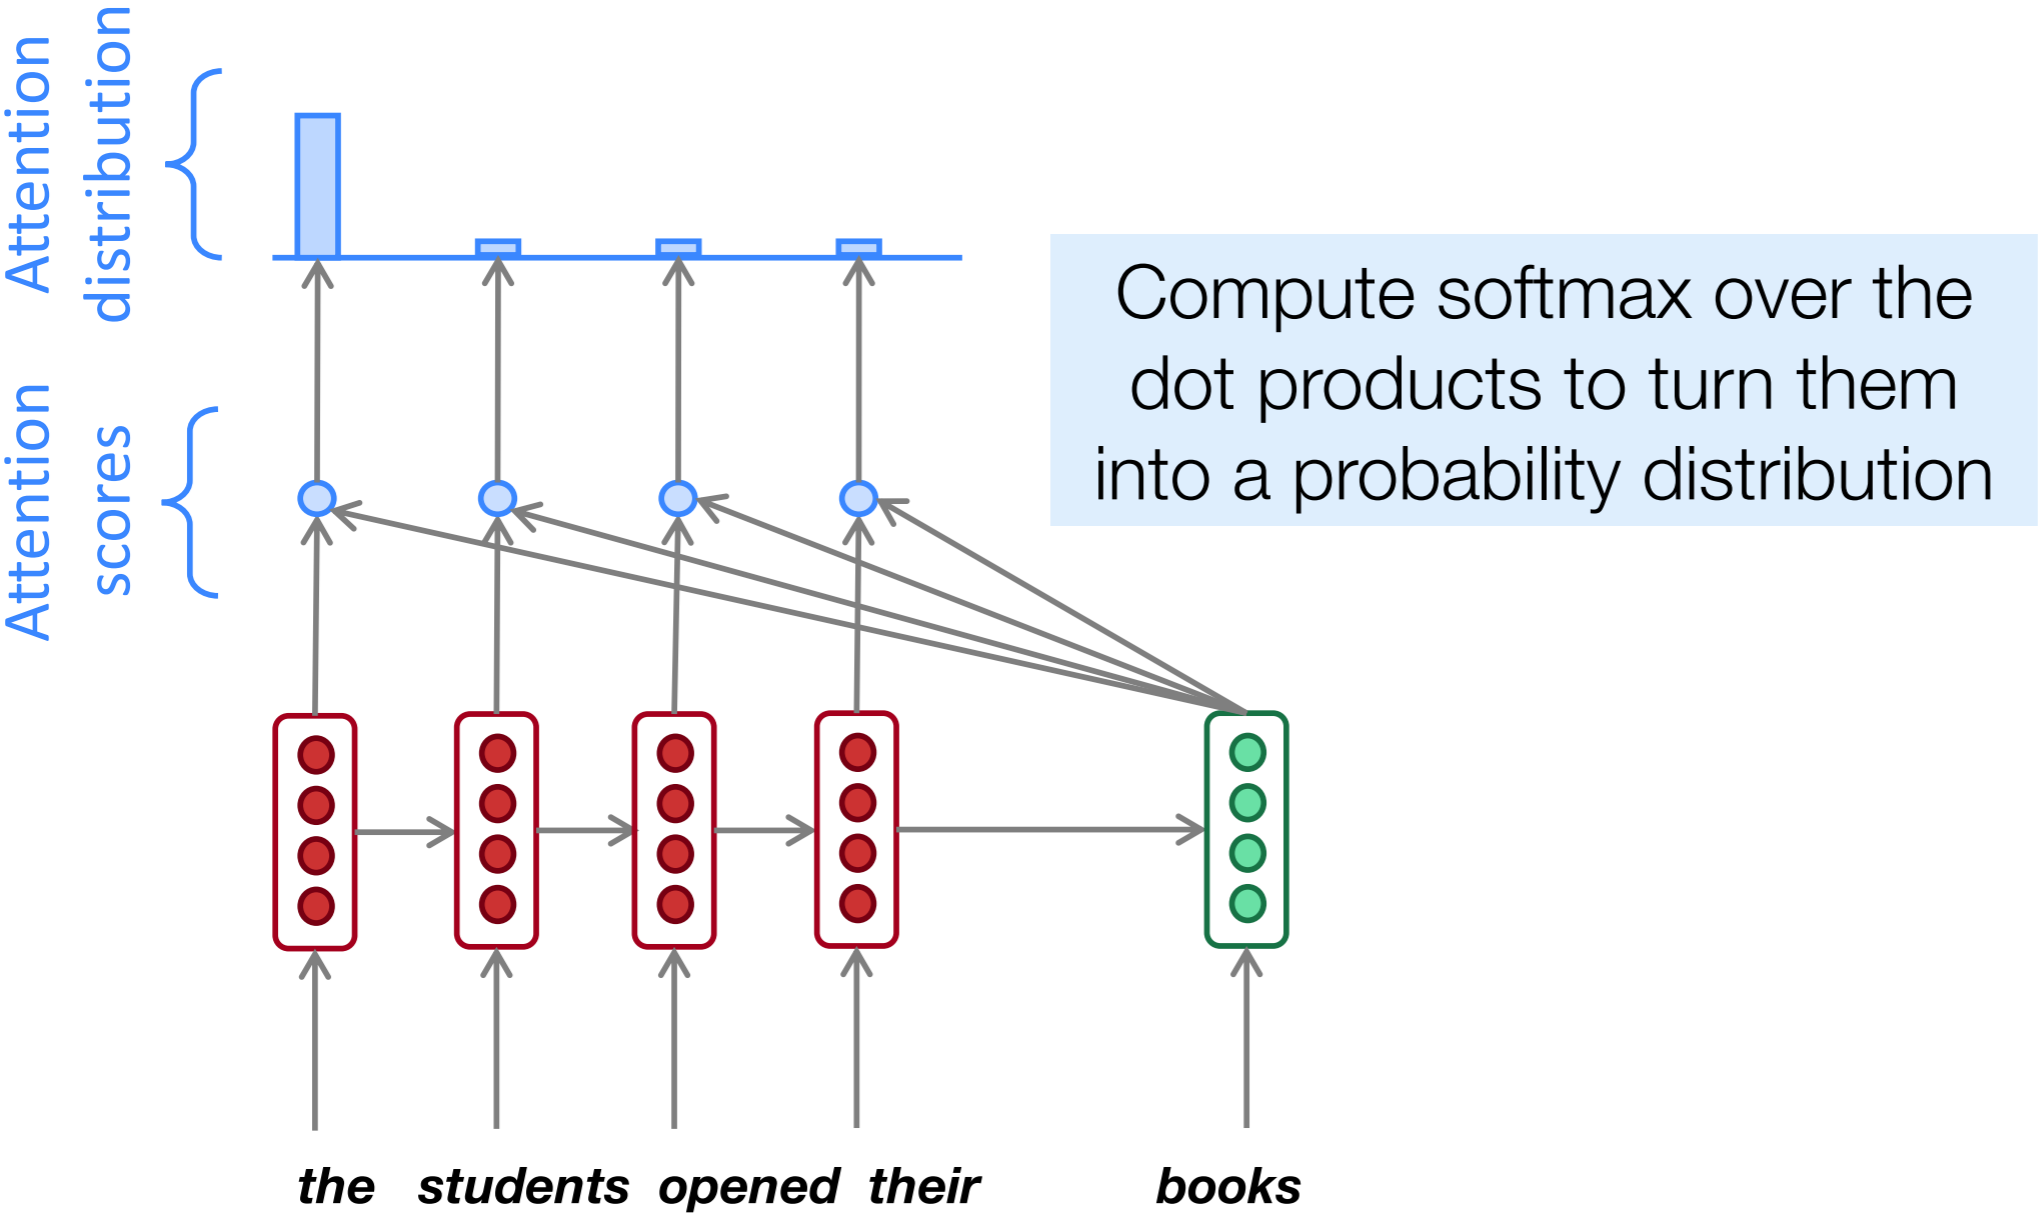 Attention
distribution
Attention
scores
Compute softmax over the
dot products to turn them
into a probability distribution
the students opened their books